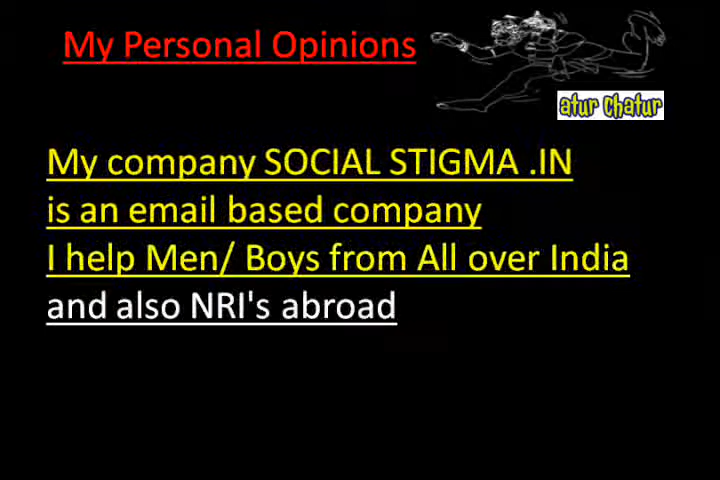 My Personal Opinions
atur chatur
My company SOCIAL STIGMA .IN
is an email based company
I help Men/ Boys from All over India
and also NRI's abroad